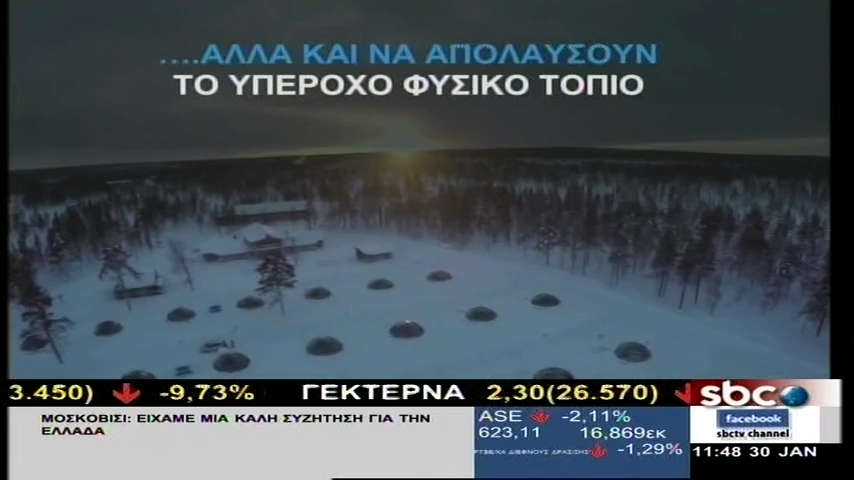 ....ΑΛΛΑ ΚΑΙ ΝΑ ΑΠΟΛΑΥΣΟΥΝ
ΤΟ ΥΠΕΡΟΧΟ ΦΥΣΙΚΟ ΤΟΠΙΟ
3.450) -9,73% ΓΕΚΤΕΡΝΑ 2,30(26.570)
sbc
ΜΟΣΚΟΒΙΣΙ: ΕΙΧΑΜΕ ΜΙΑ ΚΑΛΗ ΣΥΖΗΤΗΣΗ ΓΙΑ ΤΗΝ
ΕΛΛΑΔΑ
ASE -2,11%
623,11 16,869εκ
-1,29%
facebook
sbctv channel
11:48 30 JAN